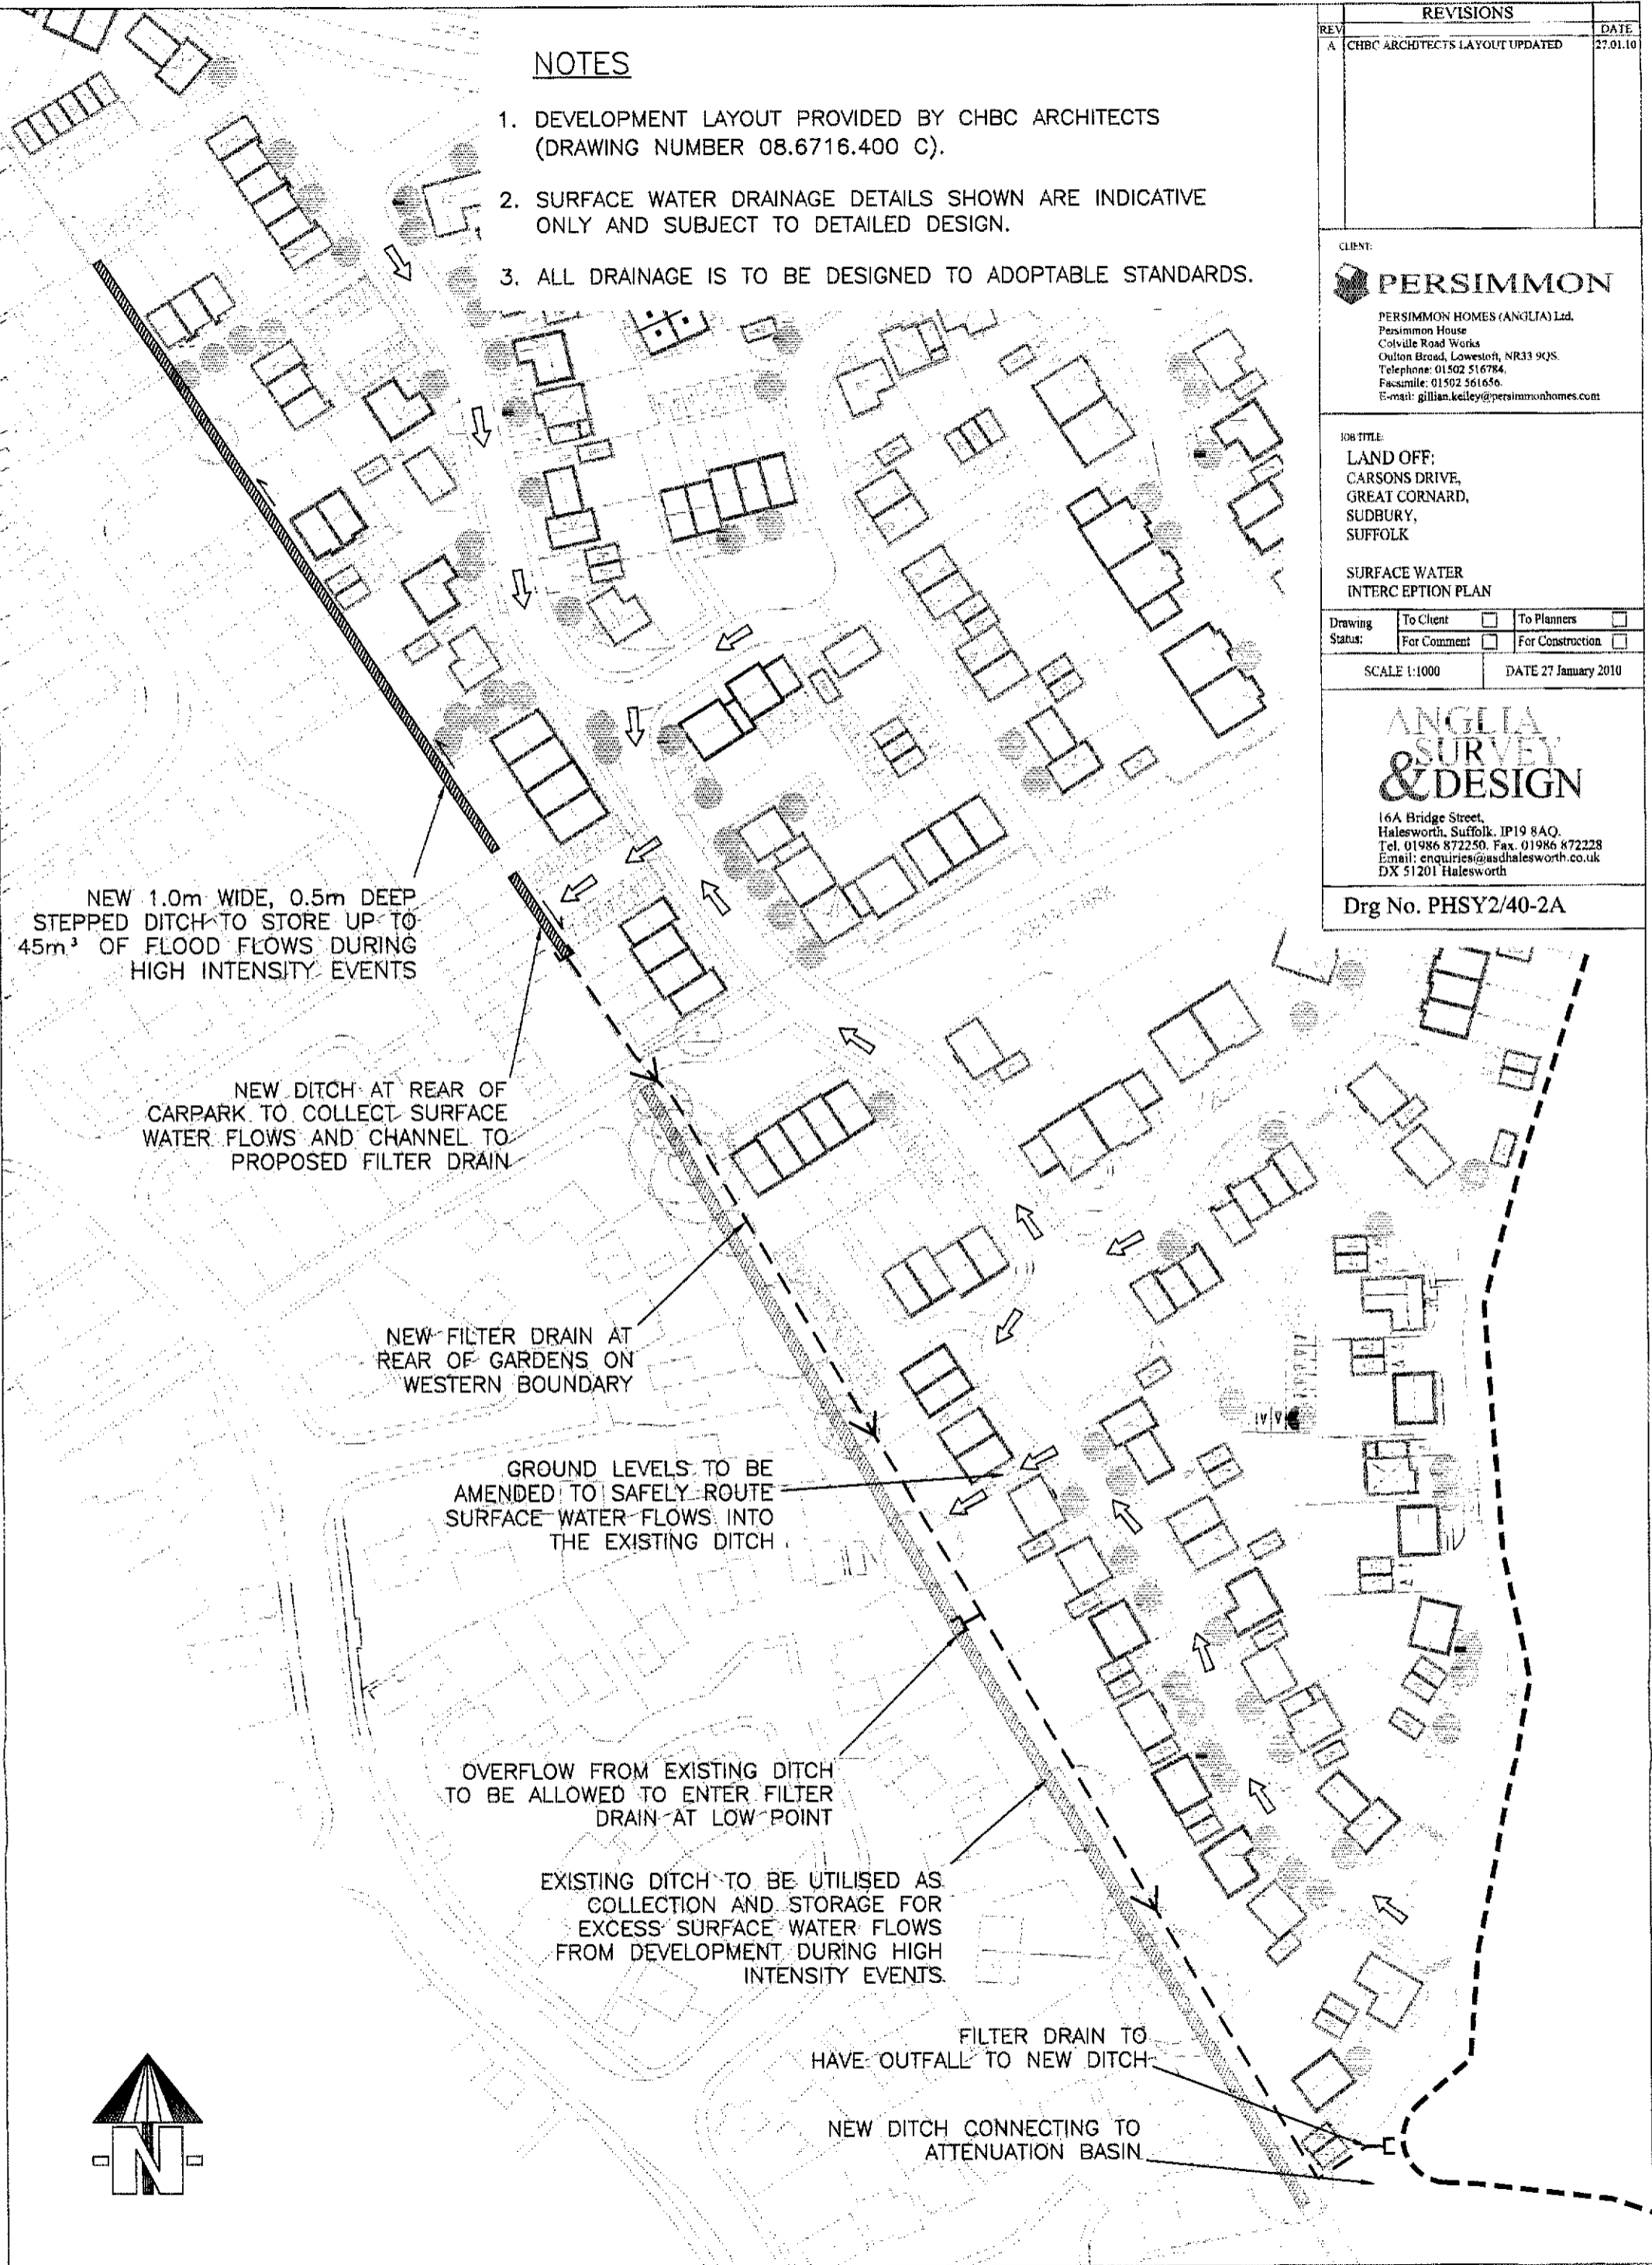 NOTES
1. DEVELOPMENT LAYOUT PROVIDED BY CHBC ARCHITECTS
(DRAWING NUMBER 08.6716.400 C).
2. SURFACE WATER DRAINAGE DETAILS SHOWN ARE INDICATIVE
ONLY AND SUBJECT TO DETAILED DESIGN.
3. ALL DRAINAGE IS TO BE DESIGNED TO ADOPTABLE STANDARDS.
REVISIONS
REV DATE
A CHBC ARCHITECTS LAYOUT UPDATED 27.01.10
CLIENT:
PERSIMMON
PERSIMMON HOMES (ANGLIA) Ltd.
Persimmon House
Colville Road Works
Oulton Broad, Lowestoft, NR33 9QS.
Telephone: 01502 516784.
Facsimile: 01502 561656.
E-mail: gillian.keiley@persimmonhomes.com
JOB TITLE:
LAND OFF:
CARSONS DRIVE,
GREAT CORNARD,
SUDBURY,
SUFFOLK
SURFACE WATER
INTERC EPTION PLAN
Drawing To Client To Planners
Status: For Comment For Construction
SCALE 1:1000 DATE 27 January 2010
ANGLIA
SURVEY
& DESIGN
16A Bridge Street,
Halesworth, Suffolk. IP19 8AQ.
Tel. 01986 872250. Fax. 01986 872228
Email: enquiries@asdhalesworth.co.uk
DX 51201 Halesworth
Drg No. PHSY2/40-2A
NEW 1.0m WIDE, 0.5m DEEP
STEPPED DITCH TO STORE UP TO
45m³ OF FLOOD FLOWS DURING
HIGH INTENSITY EVENTS
NEW DITCH AT REAR OF
CARPARK TO COLLECT SURFACE
WATER FLOWS AND CHANNEL TO
PROPOSED FILTER DRAIN
NEW FILTER DRAIN AT
REAR OF GARDENS ON
WESTERN BOUNDARY
GROUND LEVELS TO BE
AMENDED TO SAFELY ROUTE
SURFACE WATER FLOWS INTO
THE EXISTING DITCH
OVERFLOW FROM EXISTING DITCH
TO BE ALLOWED TO ENTER FILTER
DRAIN AT LOW POINT
EXISTING DITCH TO BE UTILISED AS
COLLECTION AND STORAGE FOR
EXCESS SURFACE WATER FLOWS
FROM DEVELOPMENT DURING HIGH
INTENSITY EVENTS.
FILTER DRAIN TO
HAVE OUTFALL TO NEW DITCH
NEW DITCH CONNECTING TO
ATTENUATION BASIN
N